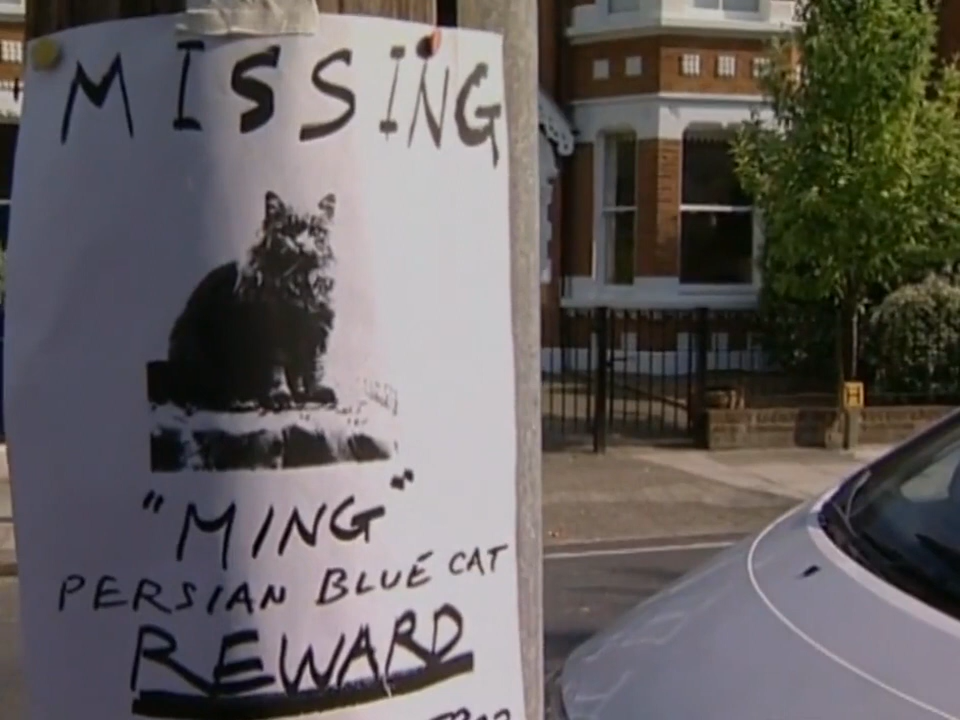 MISSING
"MING"
PERSIAN BLUE CAT
REWARD
H